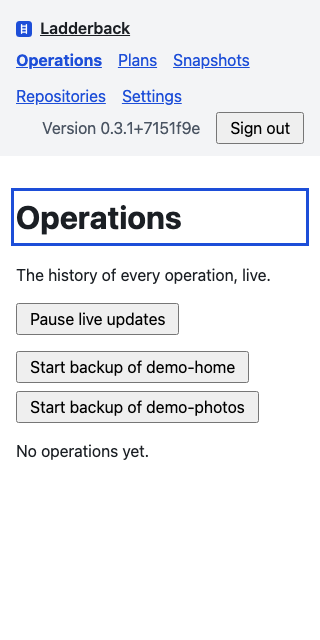 Ladderback
Operations Plans Snapshots
Repositories Settings
Version 0.3.1+7151f9e Sign out
Operations
The history of every operation, live.
Pause live updates
Start backup of demo-home
Start backup of demo-photos
No operations yet.